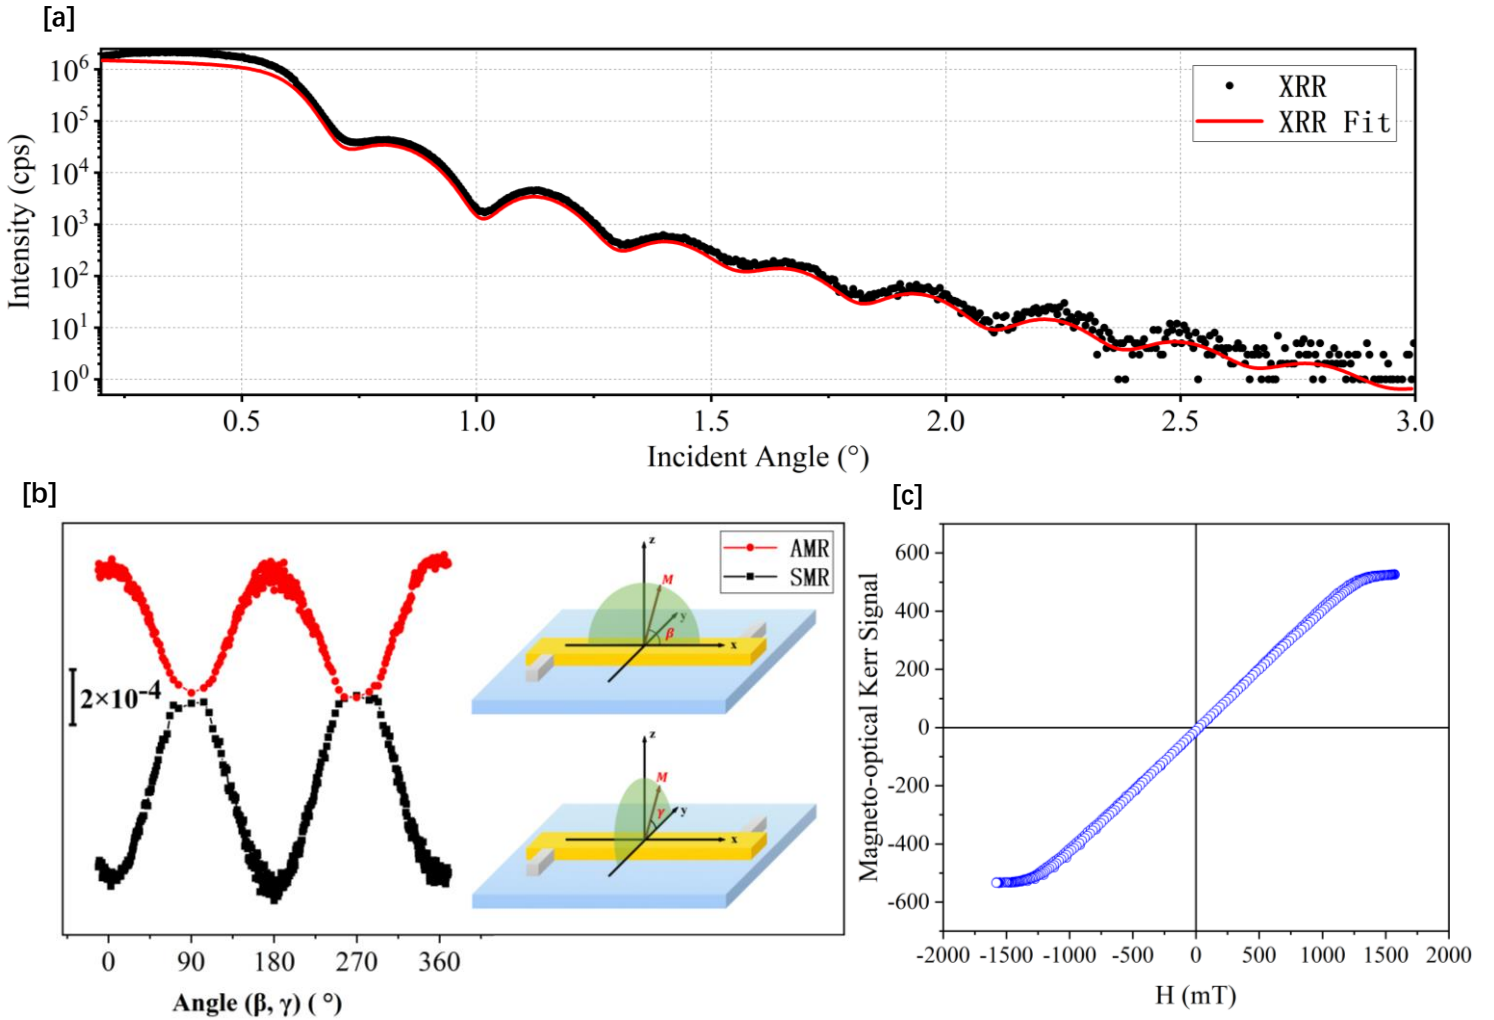 [a]
10^6
10^5
10^4
10^3
10^2
10^1
10^0
Intensity (cps)
XRR
XRR Fit
0.5 1.0 1.5 2.0 2.5 3.0
Incident Angle (°)
[b]
AMR
SMR
2×10^-4
z
M
y
β
x
z
M
γ
y
x
0 90 180 270 360
Angle (β, γ) ( °)
[c]
600
400
200
0
-200
-400
-600
Magneto-optical Kerr Signal
-2000 -1500 -1000 -500 0 500 1000 1500 2000
H (mT)